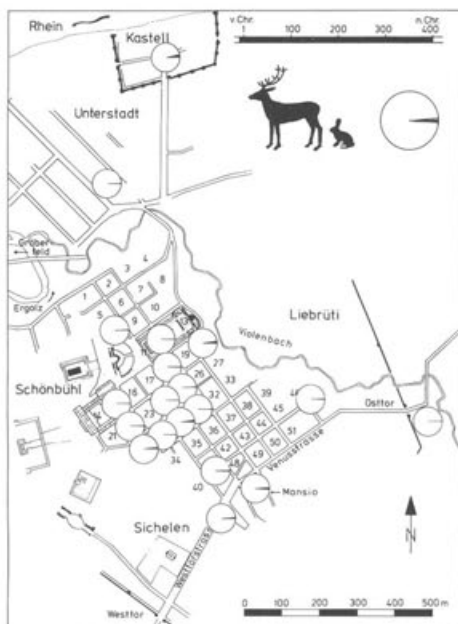 Rhein
v.Chr. n.Chr.
Kastell
1 100 200 300 400
Unterstadt
Gräberfeld
Ergolz
4
3
2
1
7 8
6
5 9 10
Liebrüti
Violenbach
Schönbühl
19 27
17 26 33
16
32 39
23 38 45
37
21 36 44 51
35 43 50
34 42 49
48
40
Osttor
Venusstrasse
Mansio
Sichelen
Westtorstrasse
N
Westtor
0 100 200 300 400 500m